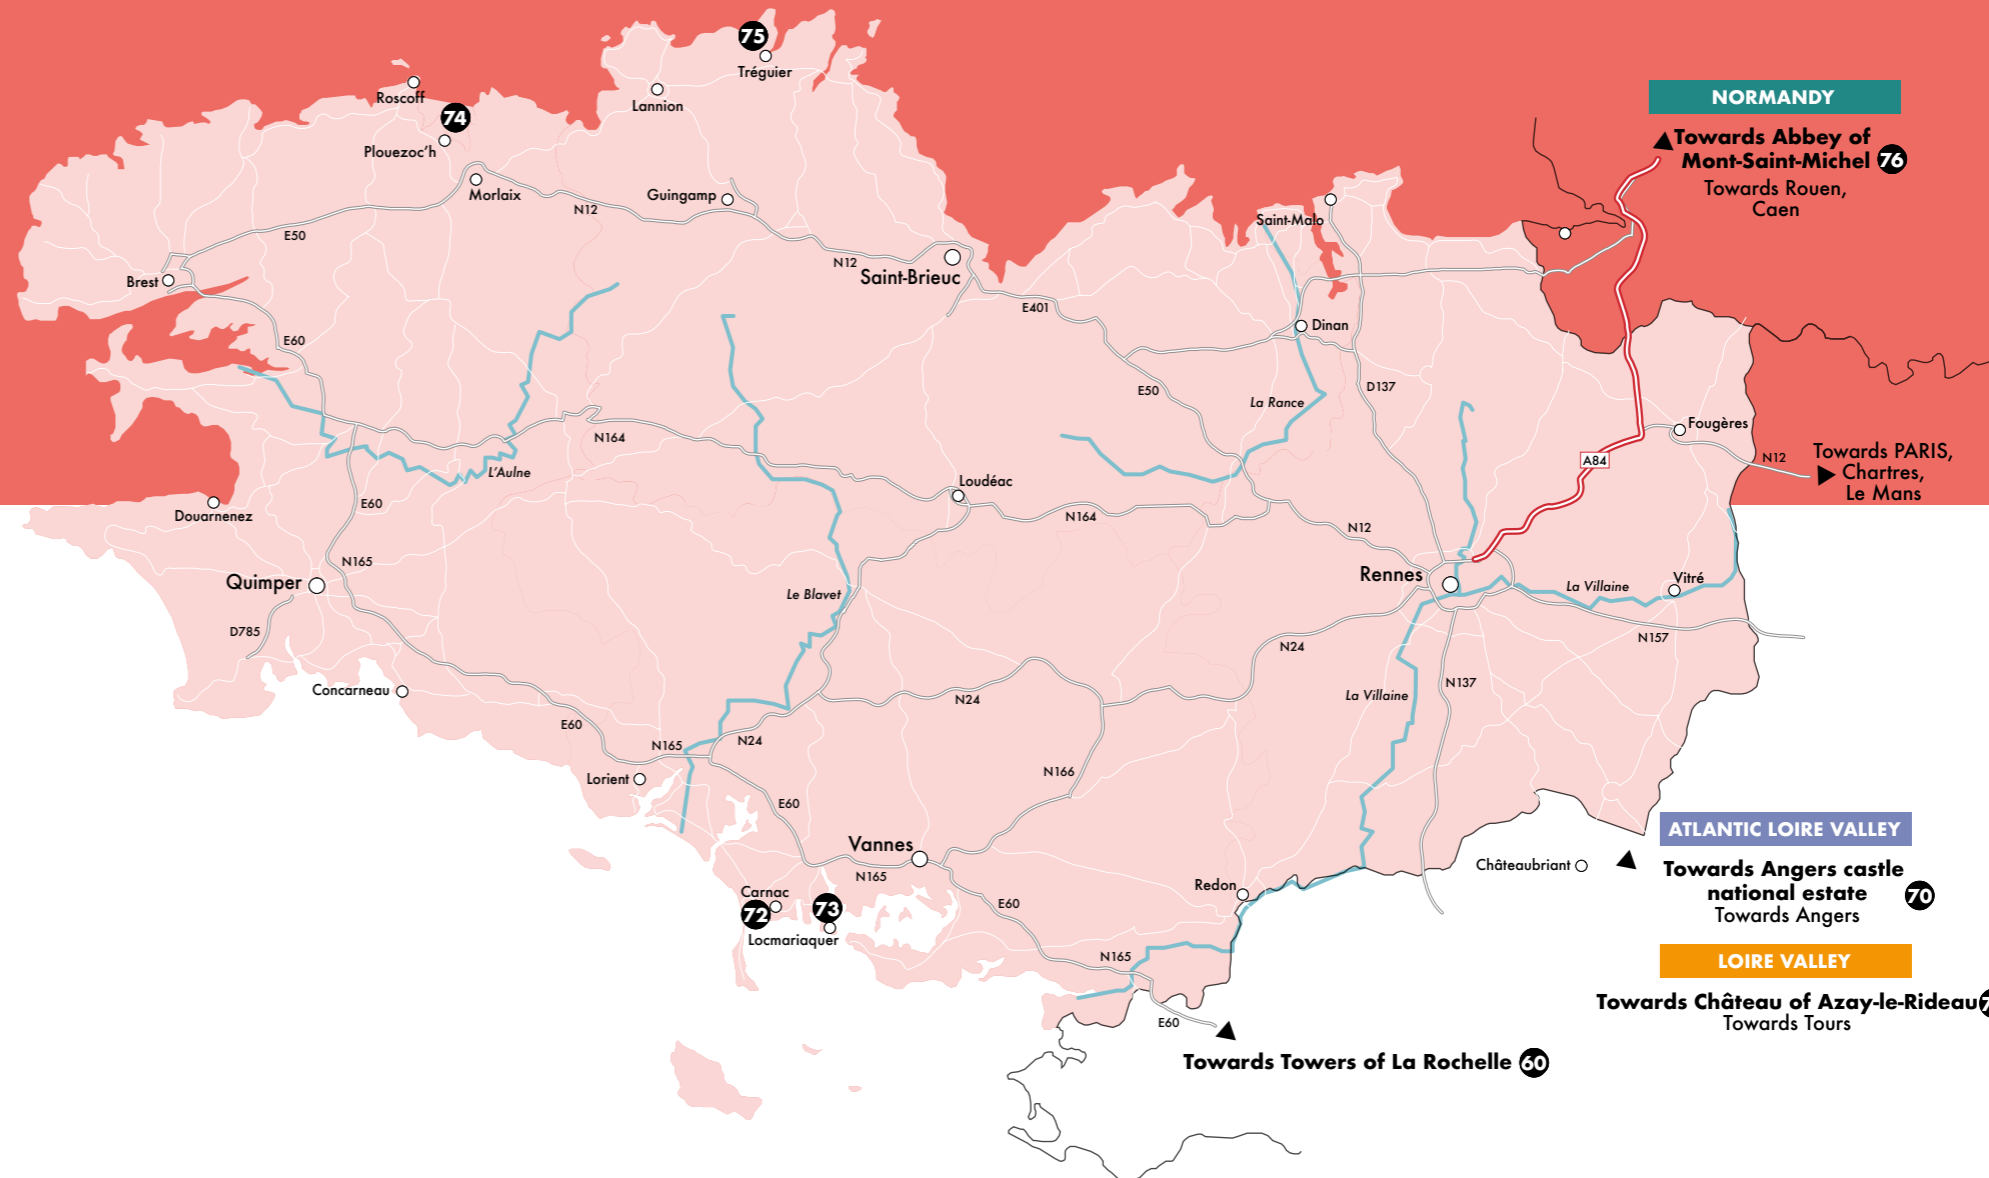 75
Tréguier
Roscoff
Lannion
74
Plouezoc'h
NORMANDY
Towards Abbey of
Mont-Saint-Michel 76
Towards Rouen,
Caen
Morlaix
Guingamp
N12
Saint-Malo
E50
N12
Saint-Brieuc
Brest
E401
Dinan
E60
E50
D137
La Rance
Fougères
N164
A84
Towards PARIS,
Chartres,
Le Mans
N12
L'Aulne
Loudéac
E60
Douarnenez
N164
N12
N165
Quimper
Rennes
La Villaine
Vitré
Le Blavet
D785
N157
N24
Concarneau
N24
La Villaine
N137
E60
N165
N24
Lorient
N166
E60
ATLANTIC LOIRE VALLEY
Vannes
N165
Châteaubriant
Towards Angers castle
national estate 70
Towards Angers
Carnac
72
73
Locmariaquer
Redon
E60
N165
LOIRE VALLEY
Towards Château of Azay-le-Rideau
Towards Tours
E60
Towards Towers of La Rochelle 60